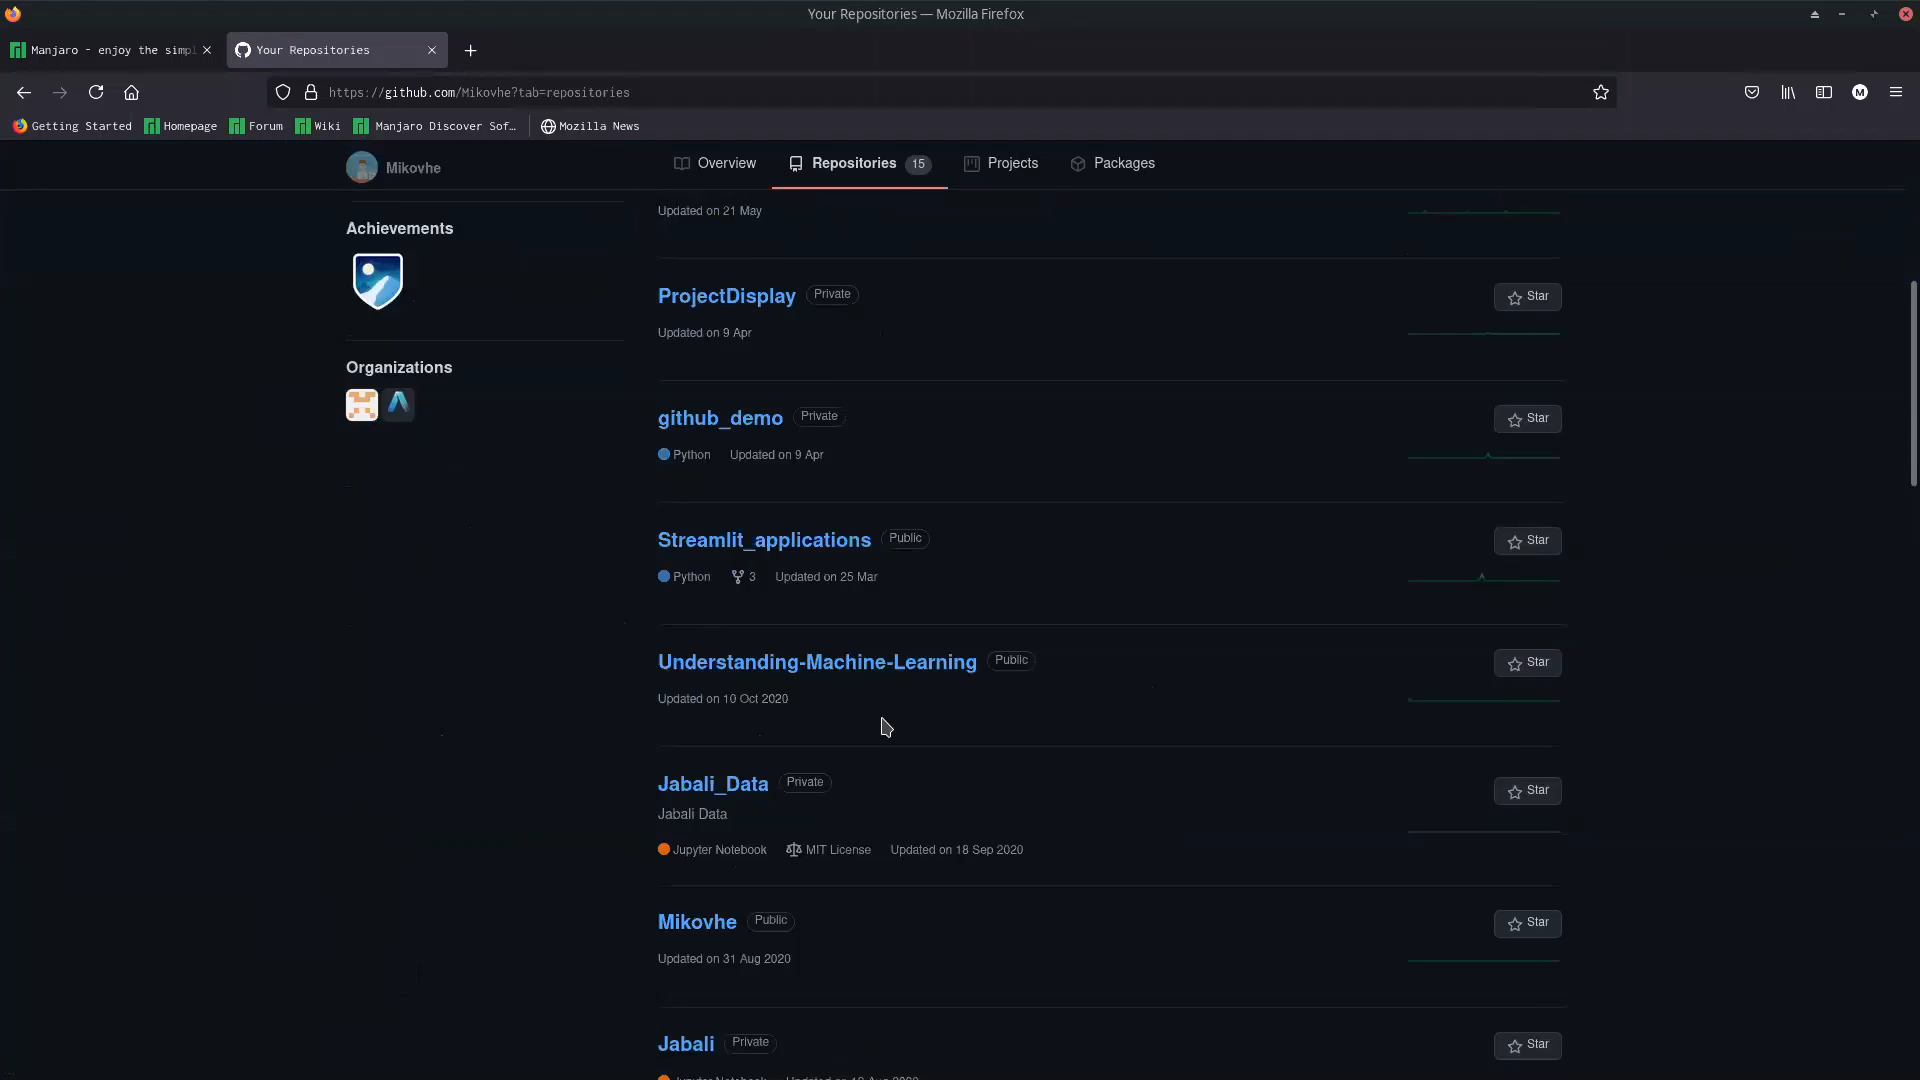 Your Repositories — Mozilla Firefox
Manjaro - enjoy the simpl
Your Repositories
https://github.com/Mikovhe?tab=repositories
M
Getting Started
Homepage
Forum
Wiki
Manjaro Discover Sof…
Mozilla News
Mikovhe
Overview
Repositories 15
Projects
Packages
Achievements
Organizations
Updated on 21 May
ProjectDisplay Private
Star
Updated on 9 Apr
github_demo Private
Star
Python Updated on 9 Apr
Streamlit_applications Public
Star
Python 3 Updated on 25 Mar
Understanding-Machine-Learning Public
Star
Updated on 10 Oct 2020
Jabali_Data Private
Star
Jabali Data
Jupyter Notebook MIT License Updated on 18 Sep 2020
Mikovhe Public
Star
Updated on 31 Aug 2020
Jabali Private
Star